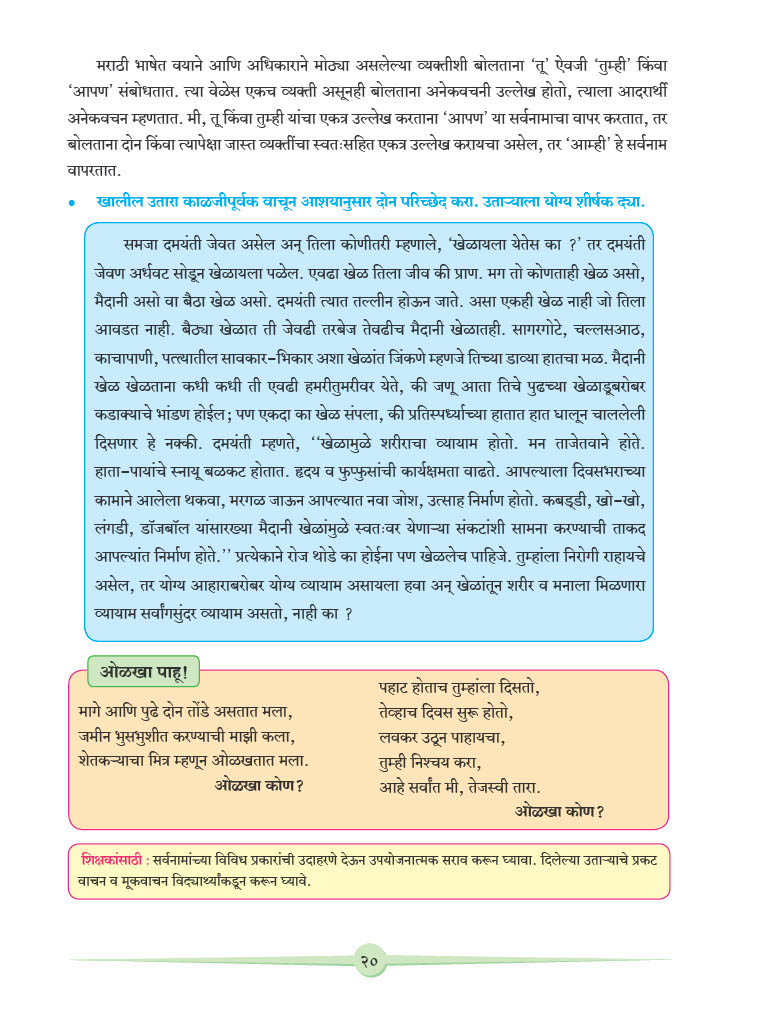 मराठी भाषेत वयाने आणि अधिकाराने मोठ्या असलेल्या व्यक्तीशी बोलताना ‘तू’ ऐवजी ‘तुम्ही’ किंवा
‘आपण’ संबोधतात. त्या वेळेस एकच व्यक्ती असूनही बोलताना अनेकवचनी उल्लेख होतो, त्याला आदरार्थी
अनेकवचन म्हणतात. मी, तू किंवा तुम्ही यांचा एकत्र उल्लेख करताना ‘आपण’ या सर्वनामाचा वापर करतात, तर
बोलताना दोन किंवा त्यापेक्षा जास्त व्यक्तींचा स्वतःसहित एकत्र उल्लेख करायचा असेल, तर ‘आम्ही’ हे सर्वनाम
वापरतात.
• खालील उतारा काळजीपूर्वक वाचून आशयानुसार दोन परिच्छेद करा. उताऱ्याला योग्य शीर्षक द्या.
समजा दमयंती जेवत असेल अन् तिला कोणीतरी म्हणाले, ‘खेळायला येतेस का ?’ तर दमयंती
जेवण अर्धवट सोडून खेळायला पळेल. एवढा खेळ तिला जीव की प्राण. मग तो कोणताही खेळ असो,
मैदानी असो वा बैठा खेळ असो. दमयंती त्यात तल्लीन होऊन जाते. असा एकही खेळ नाही जो तिला
आवडत नाही. बैठ्या खेळात ती जेवढी तरबेज तेवढीच मैदानी खेळातही. सागरगोटे, चल्लसआठ,
काचापाणी, पत्त्यातील सावकार-भिकार अशा खेळांत जिंकणे म्हणजे तिच्या डाव्या हातचा मळ. मैदानी
खेळ खेळताना कधी कधी ती एवढी हमरीतुमरीवर येते, की जणू आता तिचे पुढच्या खेळाडूबरोबर
कडाक्याचे भांडण होईल; पण एकदा का खेळ संपला, की प्रतिस्पर्ध्याच्या हातात हात घालून चाललेली
दिसणार हे नक्की. दमयंती म्हणते, ‘‘खेळामुळे शरीराचा व्यायाम होतो. मन ताजेतवाने होते.
हाता-पायांचे स्नायू बळकट होतात. हृदय व फुप्फुसांची कार्यक्षमता वाढते. आपल्याला दिवसभराच्या
कामाने आलेला थकवा, मरगळ जाऊन आपल्यात नवा जोश, उत्साह निर्माण होतो. कबड्डी, खो-खो,
लंगडी, डॉजबॉल यांसारख्या मैदानी खेळांमुळे स्वतःवर येणाऱ्या संकटांशी सामना करण्याची ताकद
आपल्यांत निर्माण होते.’’ प्रत्येकाने रोज थोडे का होईना पण खेळलेच पाहिजे. तुम्हांला निरोगी राहायचे
असेल, तर योग्य आहाराबरोबर योग्य व्यायाम असायला हवा अन् खेळांतून शरीर व मनाला मिळणारा
व्यायाम सर्वांगसुंदर व्यायाम असतो, नाही का ?
ओळखा पाहू!
मागे आणि पुढे दोन तोंडे असतात मला,
जमीन भुसभुशीत करण्याची माझी कला,
शेतकऱ्याचा मित्र म्हणून ओळखतात मला.
ओळखा कोण?
पहाट होताच तुम्हांला दिसतो,
तेव्हाच दिवस सुरू होतो,
लवकर उठून पाहायचा,
तुम्ही निश्चय करा,
आहे सर्वांत मी, तेजस्वी तारा.
ओळखा कोण?
शिक्षकांसाठी : सर्वनामांच्या विविध प्रकारांची उदाहरणे देऊन उपयोजनात्मक सराव करून घ्यावा. दिलेल्या उताऱ्याचे प्रकट
वाचन व मूकवाचन विद्यार्थ्यांकडून करून घ्यावे.
२०